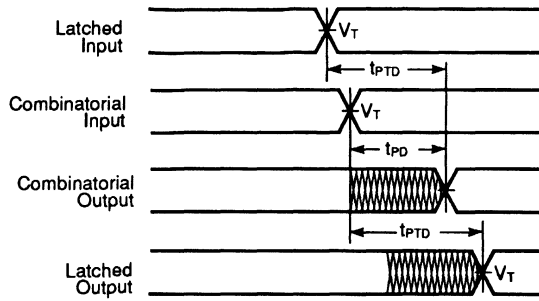 Latched
Input
VT
tPTD
Combinatorial
Input
VT
tPD
Combinatorial
Output
tPTD
Latched
Output
VT